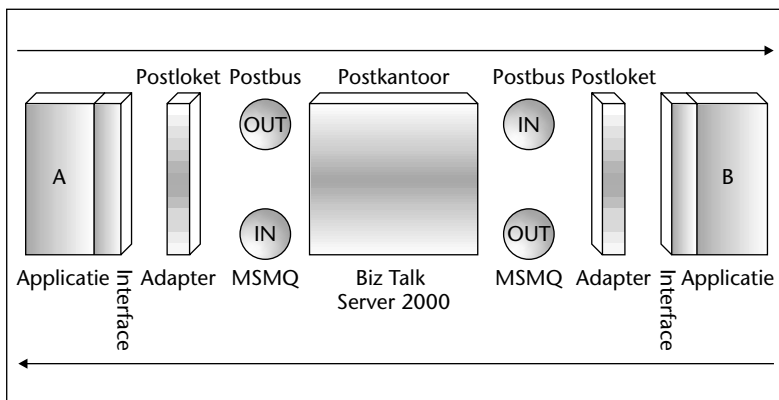 Postloket Postbus Postkantoor Postbus Postloket
OUT IN
A B
IN OUT
Applicatie Interface Adapter MSMQ Biz Talk MSMQ Adapter Interface Applicatie
Server 2000